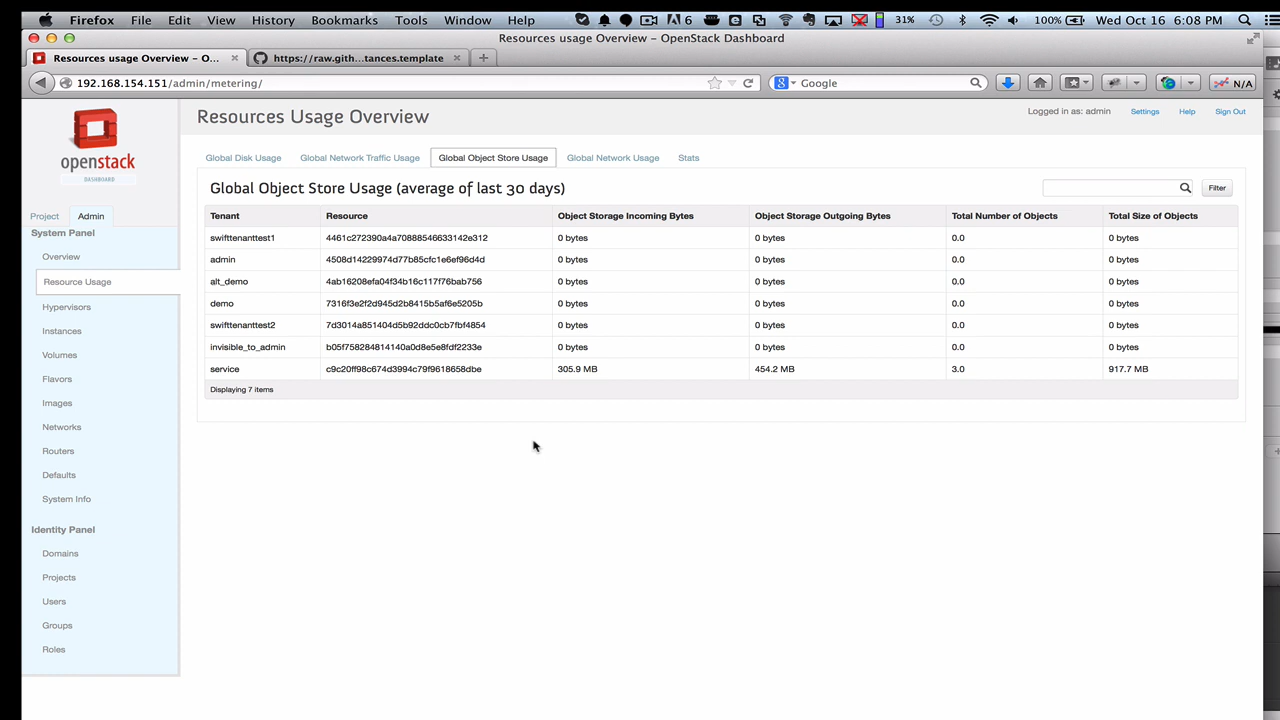 Firefox File Edit View History Bookmarks Tools Window Help 6 31% 100% Wed Oct 16 6:08 PM
Resources usage Overview – OpenStack Dashboard
Resources usage Overview – O... × https://raw.gith...tances.template × +
192.168.154.151/admin/metering/ Google N/A
openstack
DASHBOARD
Resources Usage Overview
Logged in as: admin Settings Help Sign Out
Global Disk Usage Global Network Traffic Usage Global Object Store Usage Global Network Usage Stats
Global Object Store Usage (average of last 30 days)
Filter
Tenant Resource Object Storage Incoming Bytes Object Storage Outgoing Bytes Total Number of Objects Total Size of Objects
swifttenanttest1 4461c272390a4a70888546633142e312 0 bytes 0 bytes 0.0 0 bytes
admin 4508d14229974d77b85cfc1e6ef96d4d 0 bytes 0 bytes 0.0 0 bytes
alt_demo 4ab16208efa04f34b16c117f76bab756 0 bytes 0 bytes 0.0 0 bytes
demo 7316f3e2f2d945d2b8415b5af6e5205b 0 bytes 0 bytes 0.0 0 bytes
swifttenanttest2 7d3014a851404d5b92ddc0cb7fbf4854 0 bytes 0 bytes 0.0 0 bytes
invisible_to_admin b05f758284814140a0d8e5e8fdf2233e 0 bytes 0 bytes 0.0 0 bytes
service c9c20ff98c674d3994c79f9618658dbe 305.9 MB 454.2 MB 3.0 917.7 MB
Displaying 7 items
Project Admin
System Panel
Overview
Resource Usage
Hypervisors
Instances
Volumes
Flavors
Images
Networks
Routers
Defaults
System Info
Identity Panel
Domains
Projects
Users
Groups
Roles